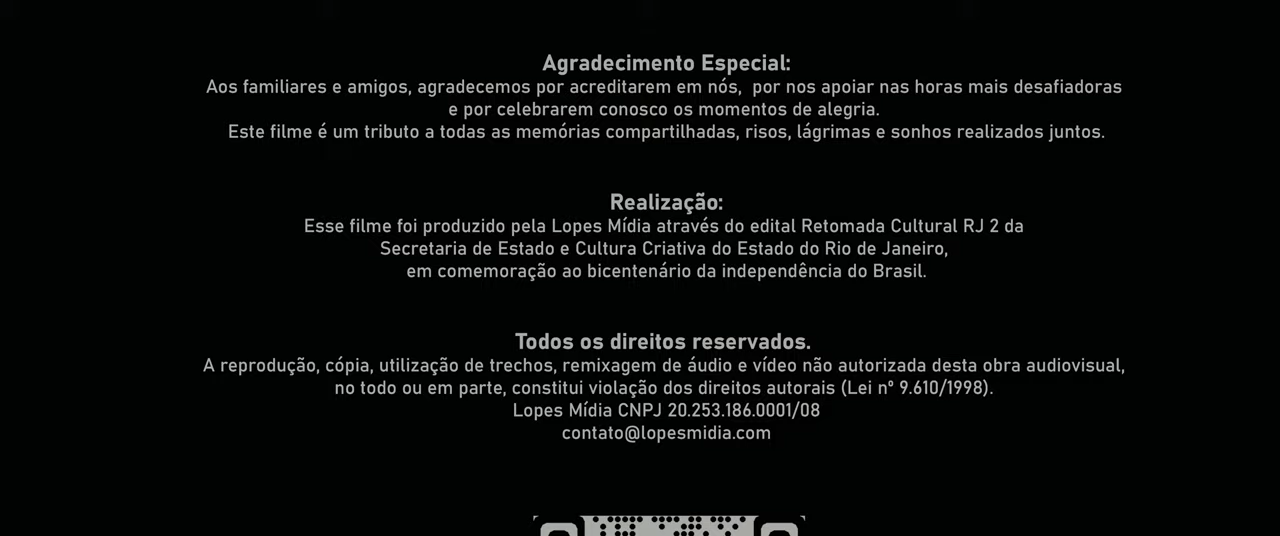 Agradecimento Especial:
Aos familiares e amigos, agradecemos por acreditarem em nós,  por nos apoiar nas horas mais desafiadoras
e por celebrarem conosco os momentos de alegria.
Este filme é um tributo a todas as memórias compartilhadas, risos, lágrimas e sonhos realizados juntos.
Realização:
Esse filme foi produzido pela Lopes Mídia através do edital Retomada Cultural RJ 2 da
Secretaria de Estado e Cultura Criativa do Estado do Rio de Janeiro,
em comemoração ao bicentenário da independência do Brasil.
Todos os direitos reservados.
A reprodução, cópia, utilização de trechos, remixagem de áudio e vídeo não autorizada desta obra audiovisual,
no todo ou em parte, constitui violação dos direitos autorais (Lei nº 9.610/1998).
Lopes Mídia CNPJ 20.253.186.0001/08
contato@lopesmidia.com